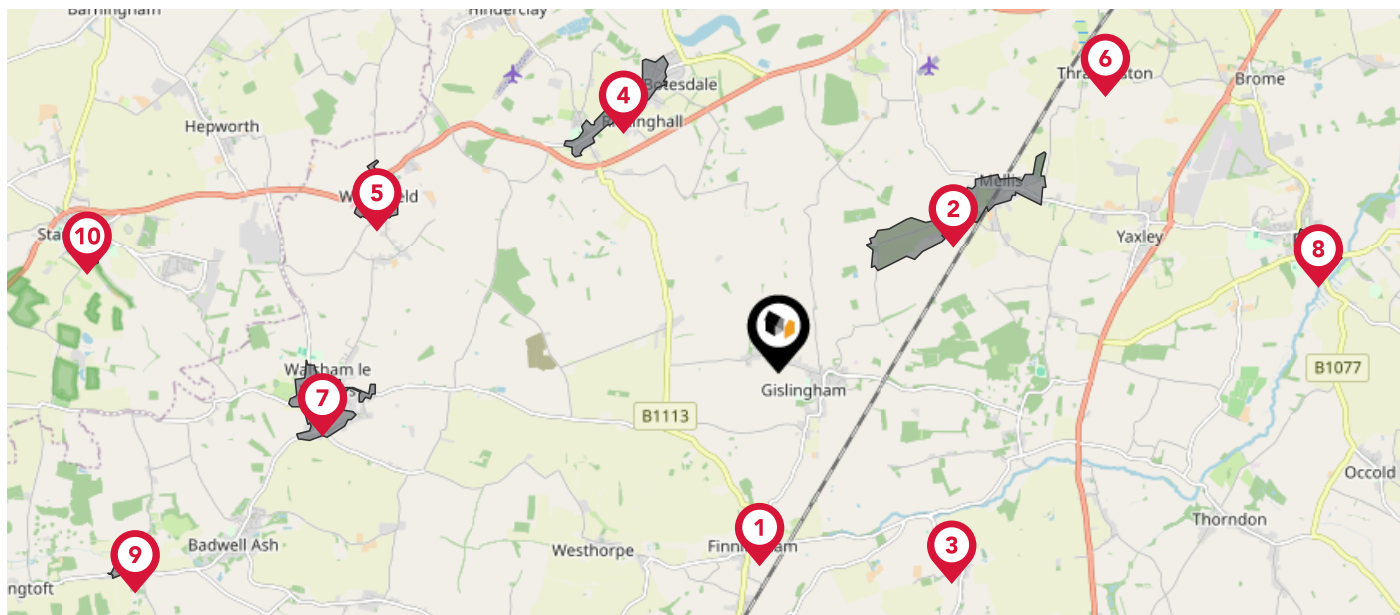 Barningham
Hinderclay
6
Brome
Botesdale
4
Hepworth
5
2
Mellis
10
Yaxley
8
Walsham le
7
Gislingham
B1077
B1113
Occold
1
3
Thorndon
9
Badwell Ash
Westhorpe
ngtoft